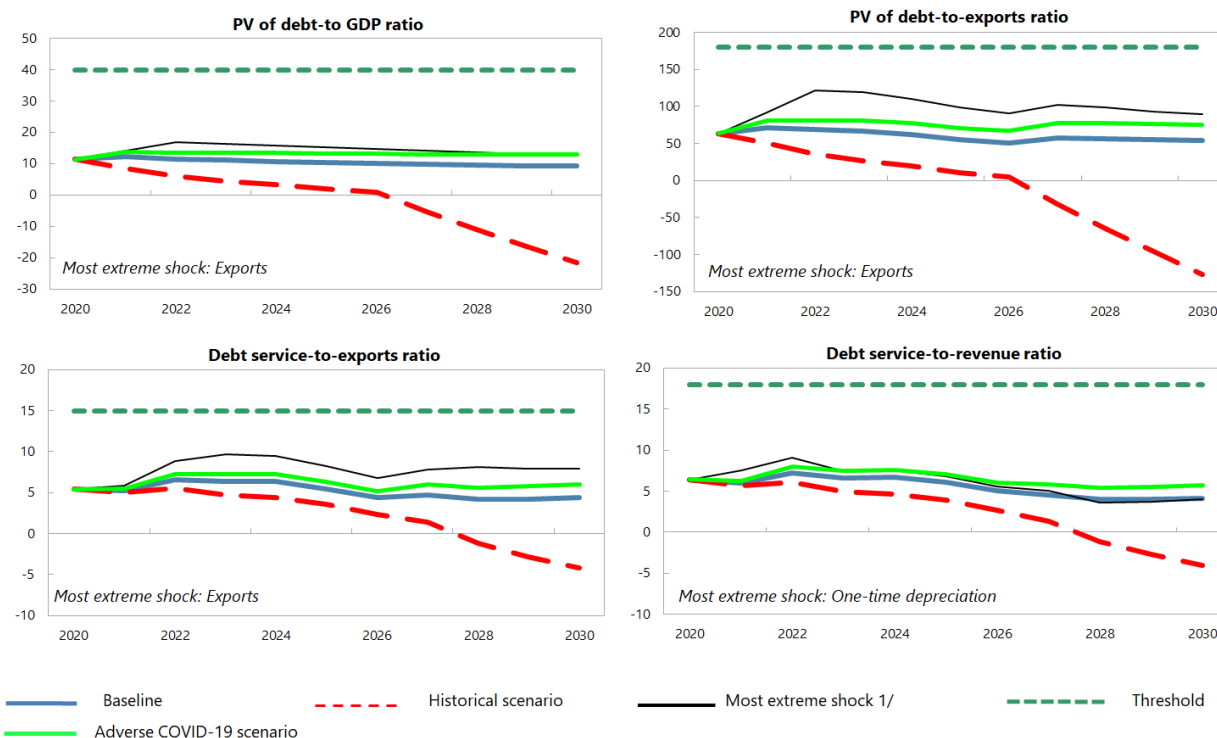 PV of debt-to GDP ratio
50
40
30
20
10
0
-10
-20
-30
Most extreme shock: Exports
2020 2022 2024 2026 2028 2030
PV of debt-to-exports ratio
200
150
100
50
0
-50
-100
-150
Most extreme shock: Exports
2020 2022 2024 2026 2028 2030
Debt service-to-exports ratio
20
15
10
5
0
-5
-10
Most extreme shock: Exports
2020 2022 2024 2026 2028 2030
Debt service-to-revenue ratio
20
15
10
5
0
-5
-10
Most extreme shock: One-time depreciation
2020 2022 2024 2026 2028 2030
Baseline Historical scenario Most extreme shock 1/ Threshold
Adverse COVID-19 scenario